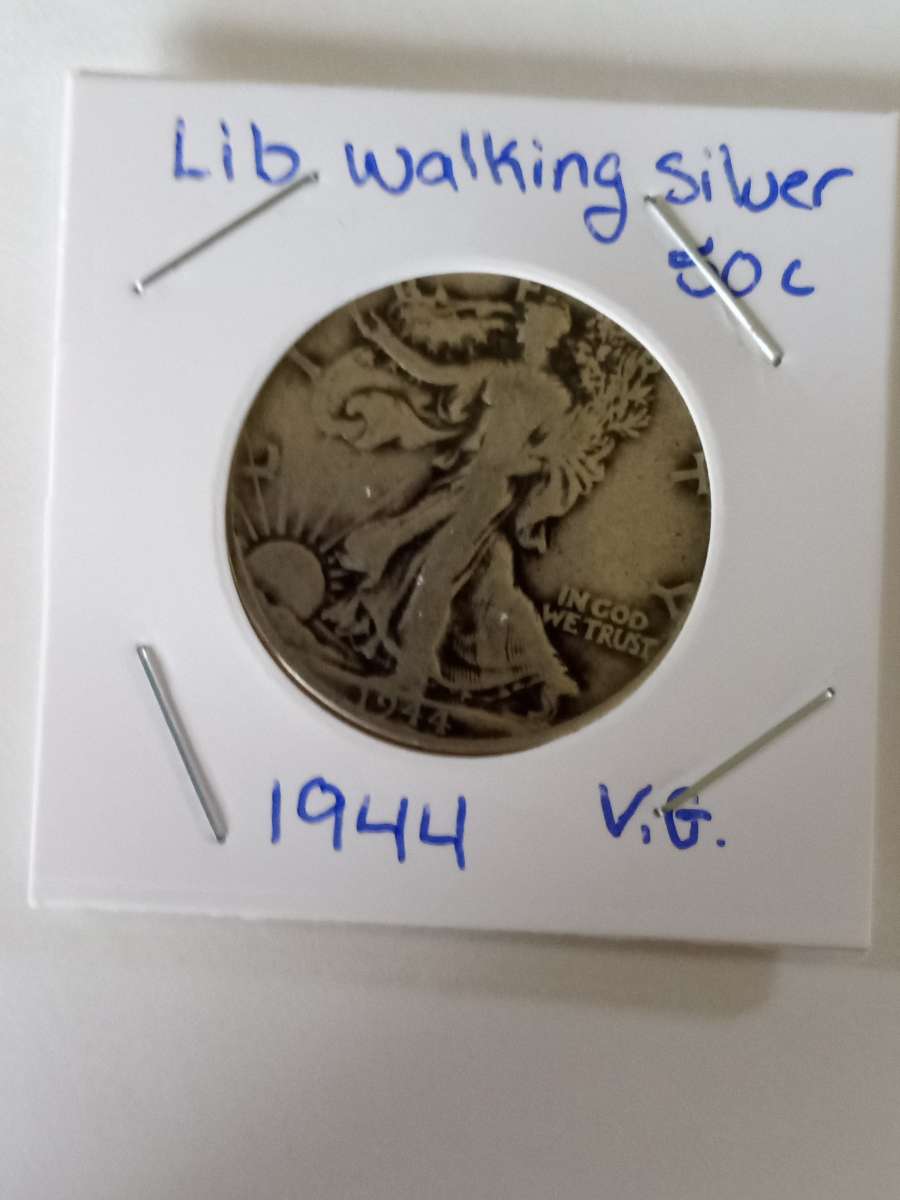 Lib walking silver
50c
L I B E R T Y
IN GOD
WE TRUST
1944
1944 V.G.